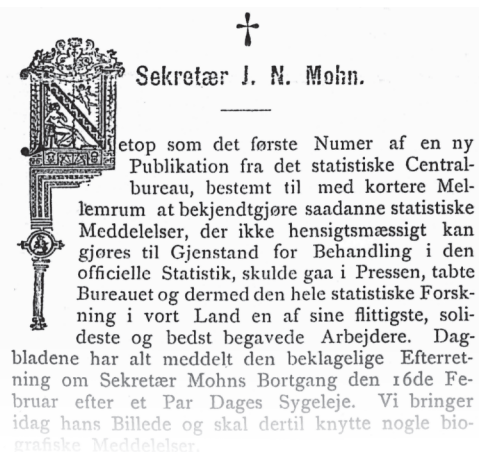 Sekretær J. N. Mohn.
Netop som det første Numer af en ny
Publikation fra det statistiske Central-
bureau, bestemt til med kortere Mel-
lemrum at bekjendtgjøre saadanne statistiske
Meddelelser, der ikke hensigtsmæssigt kan
gjøres til Gjenstand for Behandling i den
officielle Statistik, skulde gaa i Pressen, tabte
Bureauet og dermed den hele statistiske Forsk-
ning i vort Land en af sine flittigste, soli-
deste og bedst begavede Arbejdere. Dag-
bladene har alt meddelt den beklagelige Efterret-
ning om Sekretær Mohns Bortgang den 16de Fe-
bruar efter et Par Dages Sygeleje. Vi bringer
idag hans Billede og skal dertil knytte nogle bio-
grafiske Meddelelser.